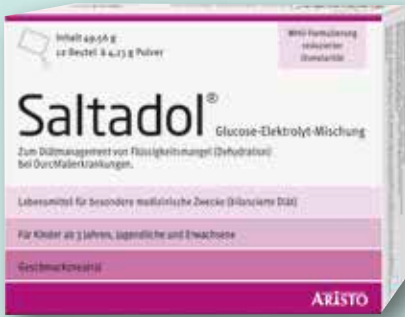 Inhalt 49,56 g
12 Beutel à 4,13 g Pulver
WHO-Formulierung
reduzierter
Osmolarität
Saltadol®
Glucose-Elektrolyt-Mischung
Zum Diätmanagement von Flüssigkeitsmangel (Dehydration)
bei Durchfallerkrankungen.
Lebensmittel für besondere medizinische Zwecke (bilanzierte Diät)
Für Kinder ab 3 Jahren, Jugendliche und Erwachsene
Geschmacksneutral
ARISTO